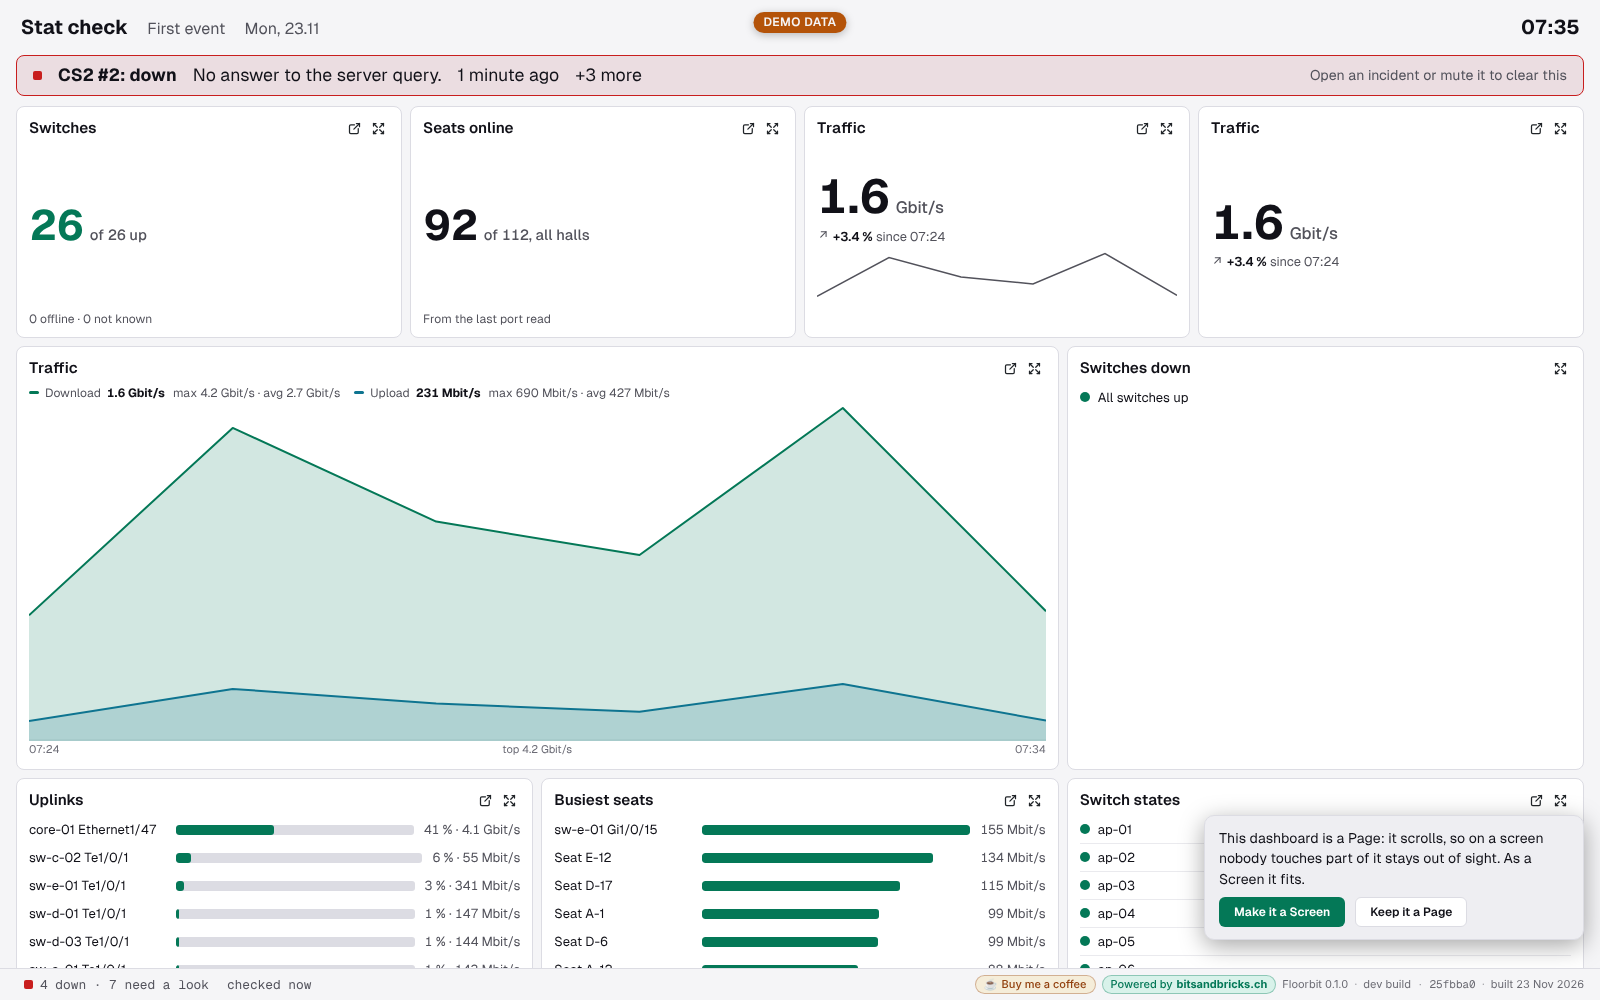 Stat check First event Mon, 23.11 DEMO DATA 07:35
CS2 #2: down No answer to the server query. 1 minute ago +3 more Open an incident or mute it to clear this
Switches
26 of 26 up
0 offline · 0 not known
Seats online
92 of 112, all halls
From the last port read
Traffic
1.6 Gbit/s
↗ +3.4 % since 07:24
Traffic
1.6 Gbit/s
↗ +3.4 % since 07:24
Traffic
Download 1.6 Gbit/s max 4.2 Gbit/s · avg 2.7 Gbit/s Upload 231 Mbit/s max 690 Mbit/s · avg 427 Mbit/s
07:24 top 4.2 Gbit/s 07:34
Switches down
All switches up
Uplinks
core-01 Ethernet1/47 41 % · 4.1 Gbit/s
sw-c-02 Te1/0/1 6 % · 55 Mbit/s
sw-e-01 Te1/0/1 3 % · 341 Mbit/s
sw-d-01 Te1/0/1 1 % · 147 Mbit/s
sw-d-03 Te1/0/1 1 % · 144 Mbit/s
Busiest seats
sw-e-01 Gi1/0/15 155 Mbit/s
Seat E-12 134 Mbit/s
Seat D-17 115 Mbit/s
Seat A-1 99 Mbit/s
Seat D-6 99 Mbit/s
Switch states
ap-01
ap-02
ap-03
ap-04
ap-05
This dashboard is a Page: it scrolls, so on a screen
nobody touches part of it stays out of sight. As a
Screen it fits.
Make it a Screen Keep it a Page
4 down · 7 need a look checked now
Buy me a coffee Powered by bitsandbricks.ch Floorbit 0.1.0 · dev build · 25fbba0 · built 23 Nov 2026